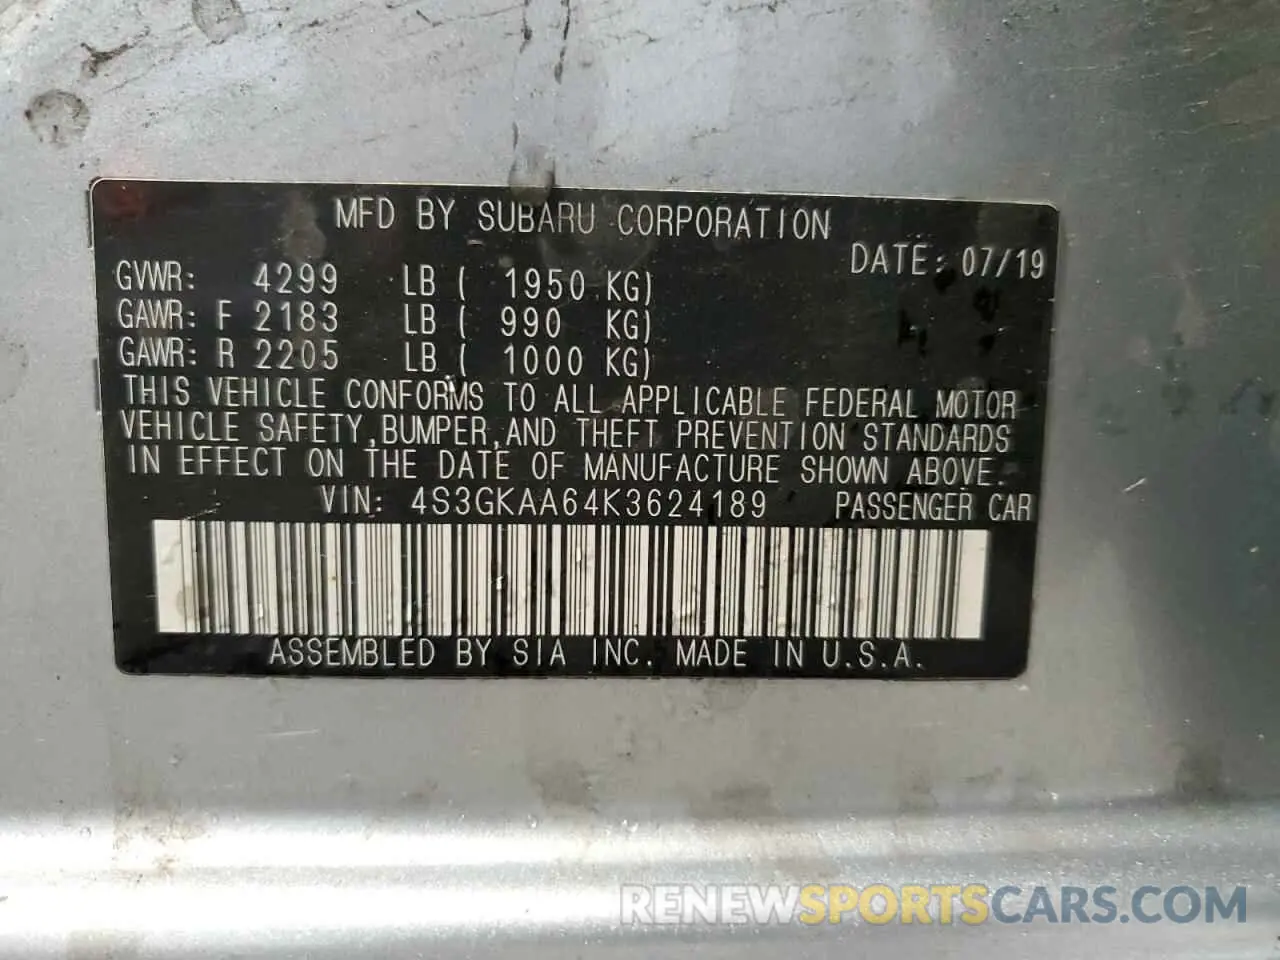 MFD BY SUBARU CORPORATION
DATE: 07/19
GVWR: 4299 LB ( 1950 KG)
GAWR: F 2183 LB ( 990 KG)
GAWR: R 2205 LB ( 1000 KG)
THIS VEHICLE CONFORMS TO ALL APPLICABLE FEDERAL MOTOR
VEHICLE SAFETY, BUMPER, AND THEFT PREVENTION STANDARDS
IN EFFECT ON THE DATE OF MANUFACTURE SHOWN ABOVE.
VIN: 4S3GKAA64K3624189 PASSENGER CAR
ASSEMBLED BY SIA INC. MADE IN U.S.A.
RENEWSPORTSCARS.COM